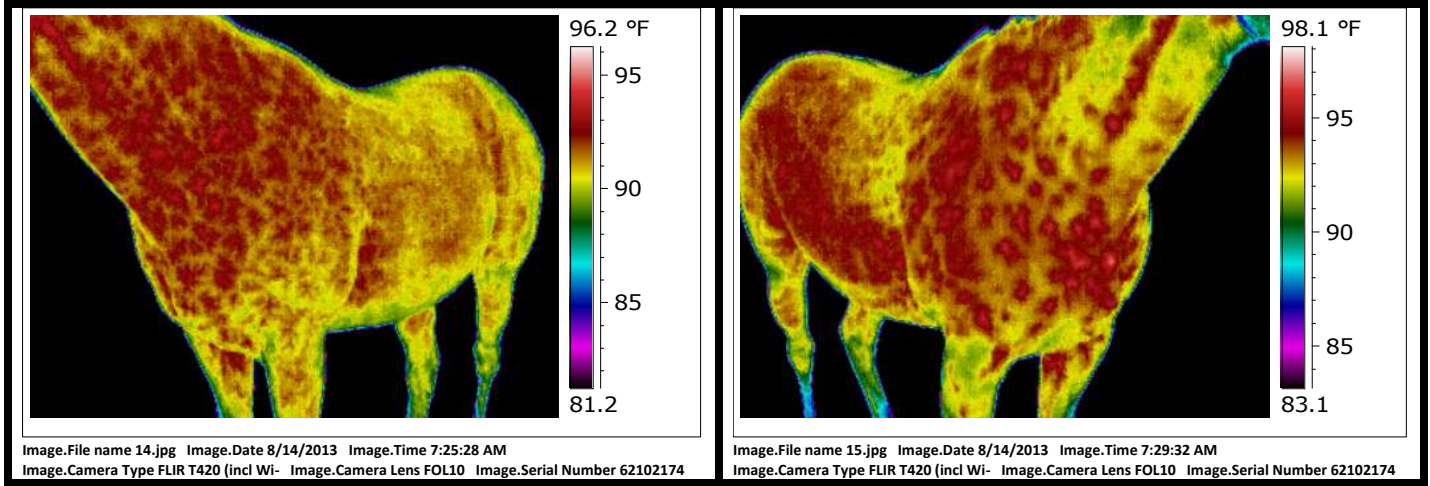 96.2 °F
95
90
85
81.2
Image.File name 14.jpg Image.Date 8/14/2013 Image.Time 7:25:28 AM
Image.Camera Type FLIR T420 (incl Wi- Image.Camera Lens FOL10 Image.Serial Number 62102174
98.1 °F
95
90
85
83.1
Image.File name 15.jpg Image.Date 8/14/2013 Image.Time 7:29:32 AM
Image.Camera Type FLIR T420 (incl Wi- Image.Camera Lens FOL10 Image.Serial Number 62102174